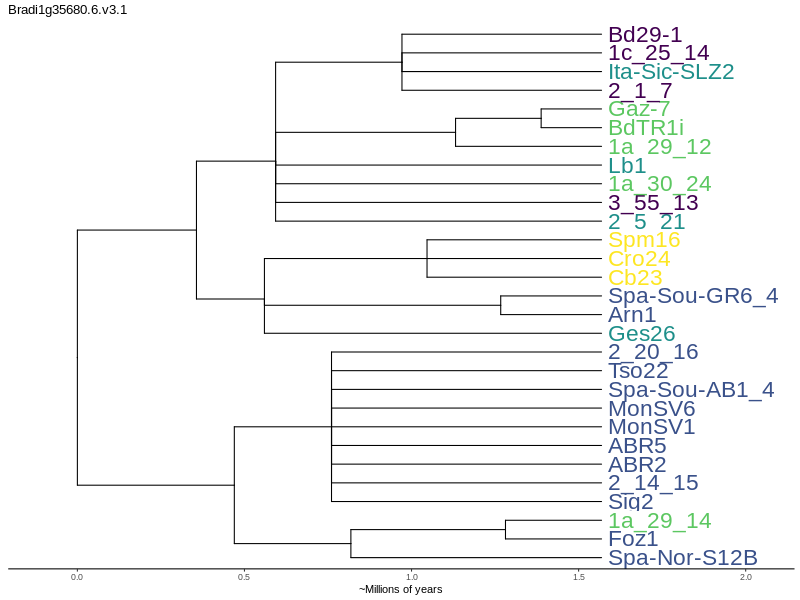 Bradi1g35680.6.v3.1
Bd29-1
1c_25_14
Ita-Sic-SLZ2
2_1_7
Gaz-7
BdTR1i
1a_29_12
Lb1
1a_30_24
3_55_13
2_5_21
Spm16
Cro24
Cb23
Spa-Sou-GR6_4
Arn1
Ges26
2_20_16
Tso22
Spa-Sou-AB1_4
MonSV6
MonSV1
ABR5
ABR2
2_14_15
Siq2
1a_29_14
Foz1
Spa-Nor-S12B
0.0 0.5 1.0 1.5 2.0
~Millions of years